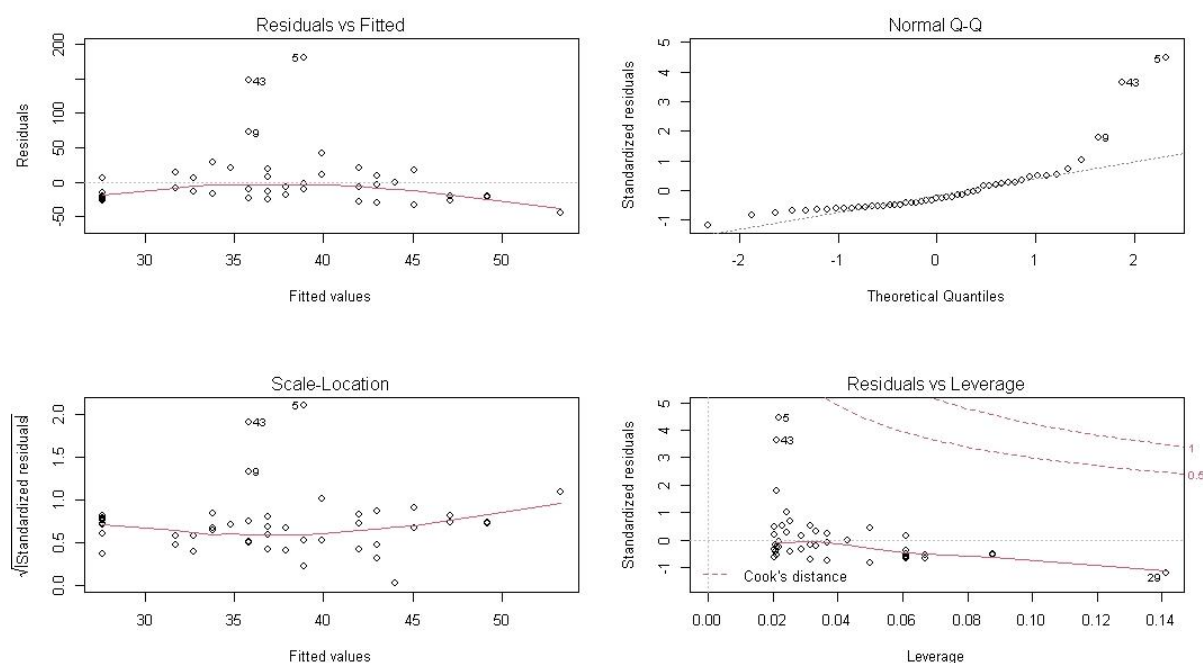 Residuals vs Fitted
Residuals
200
150
100
50
0
-50
5
43
9
30 35 40 45 50
Fitted values
Normal Q-Q
Standardized residuals
5
4
3
2
1
0
-1
5
43
9
-2 -1 0 1 2
Theoretical Quantiles
Scale-Location
√|Standardized residuals|
2.0
1.5
1.0
0.5
0.0
5
43
9
30 35 40 45 50
Fitted values
Residuals vs Leverage
Standardized residuals
5
4
3
2
1
0
-1
5
43
1
0.5
Cook's distance
29
0.00 0.02 0.04 0.06 0.08 0.10 0.12 0.14
Leverage